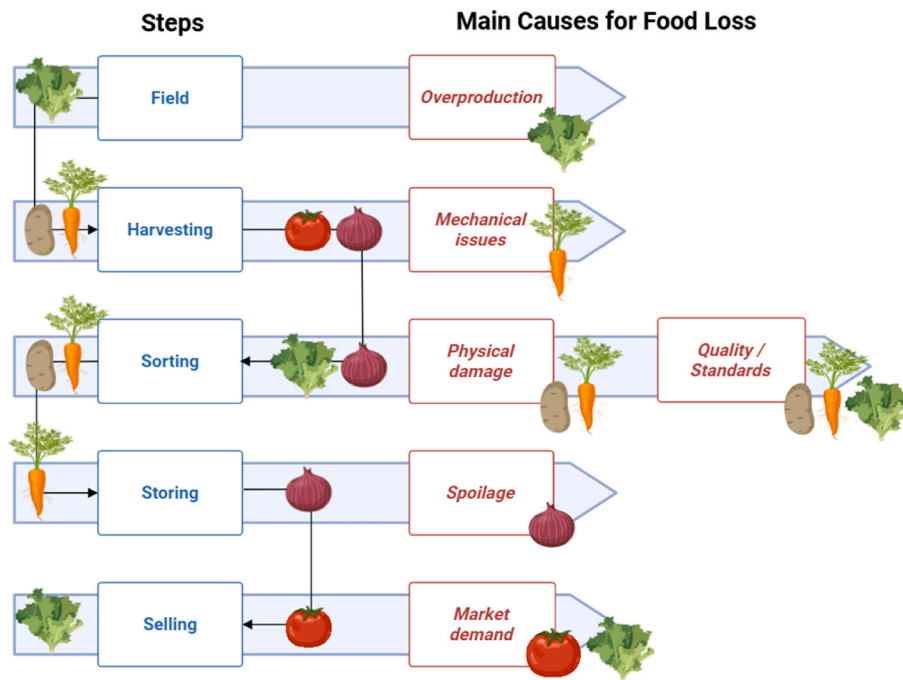 Steps
Main Causes for Food Loss
Field
Overproduction
Harvesting
Mechanical
issues
Sorting
Physical
damage
Quality /
Standards
Storing
Spoilage
Selling
Market
demand